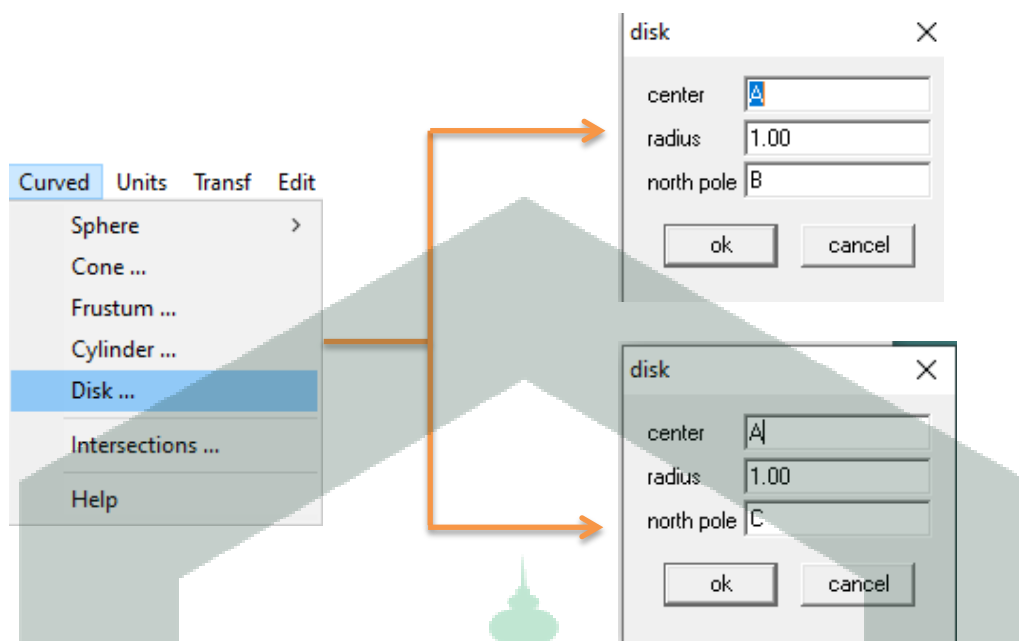 Curved Units Transf Edit
Sphere >
Cone ...
Frustum ...
Cylinder ...
Disk ...
Intersections ...
Help
disk
center A
radius 1.00
north pole B
ok cancel
disk
center A
radius 1.00
north pole C
ok cancel